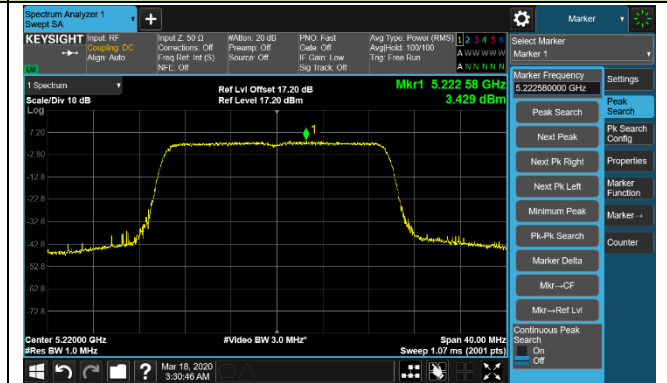 Spectrum Analyzer 1
Swept SA
+
Marker
KEYSIGHT
Input: RF
Coupling: DC
Align: Auto
Input Z: 50 Ω
Corrections: Off
Freq Ref: Int (S)
NFE: Off
#Atten: 20 dB
Preamp: Off
Source: Off
PNO: Fast
Gate: Off
IF Gain: Low
Sig Track: Off
Avg Type: Power (RMS)
Avg|Hold: 100/100
Trig: Free Run
1 2 3 4 5 6
A W W W W W
A N N N N N
LXI
Select Marker
Marker 1
1 Spectrum
Scale/Div 10 dB
Log
Ref Lvl Offset 17.20 dB
Ref Level 17.20 dBm
Mkr1 5.222 58 GHz
3.429 dBm
1
7.20
-2.80
-12.8
-22.8
-32.8
-42.8
-52.8
-62.8
-72.8
Center 5.22000 GHz
#Res BW 1.0 MHz
#Video BW 3.0 MHz*
Span 40.00 MHz
Sweep 1.07 ms (2001 pts)
Marker Frequency
5.222580000 GHz
Peak Search
Next Peak
Next Pk Right
Next Pk Left
Minimum Peak
Pk-Pk Search
Marker Delta
Mkr→CF
Mkr→Ref Lvl
Continuous Peak
Search
On
Off
Settings
Peak
Search
Pk Search
Config
Properties
Marker
Function
Marker→
Counter
?
Mar 18, 2020
3:30:46 AM